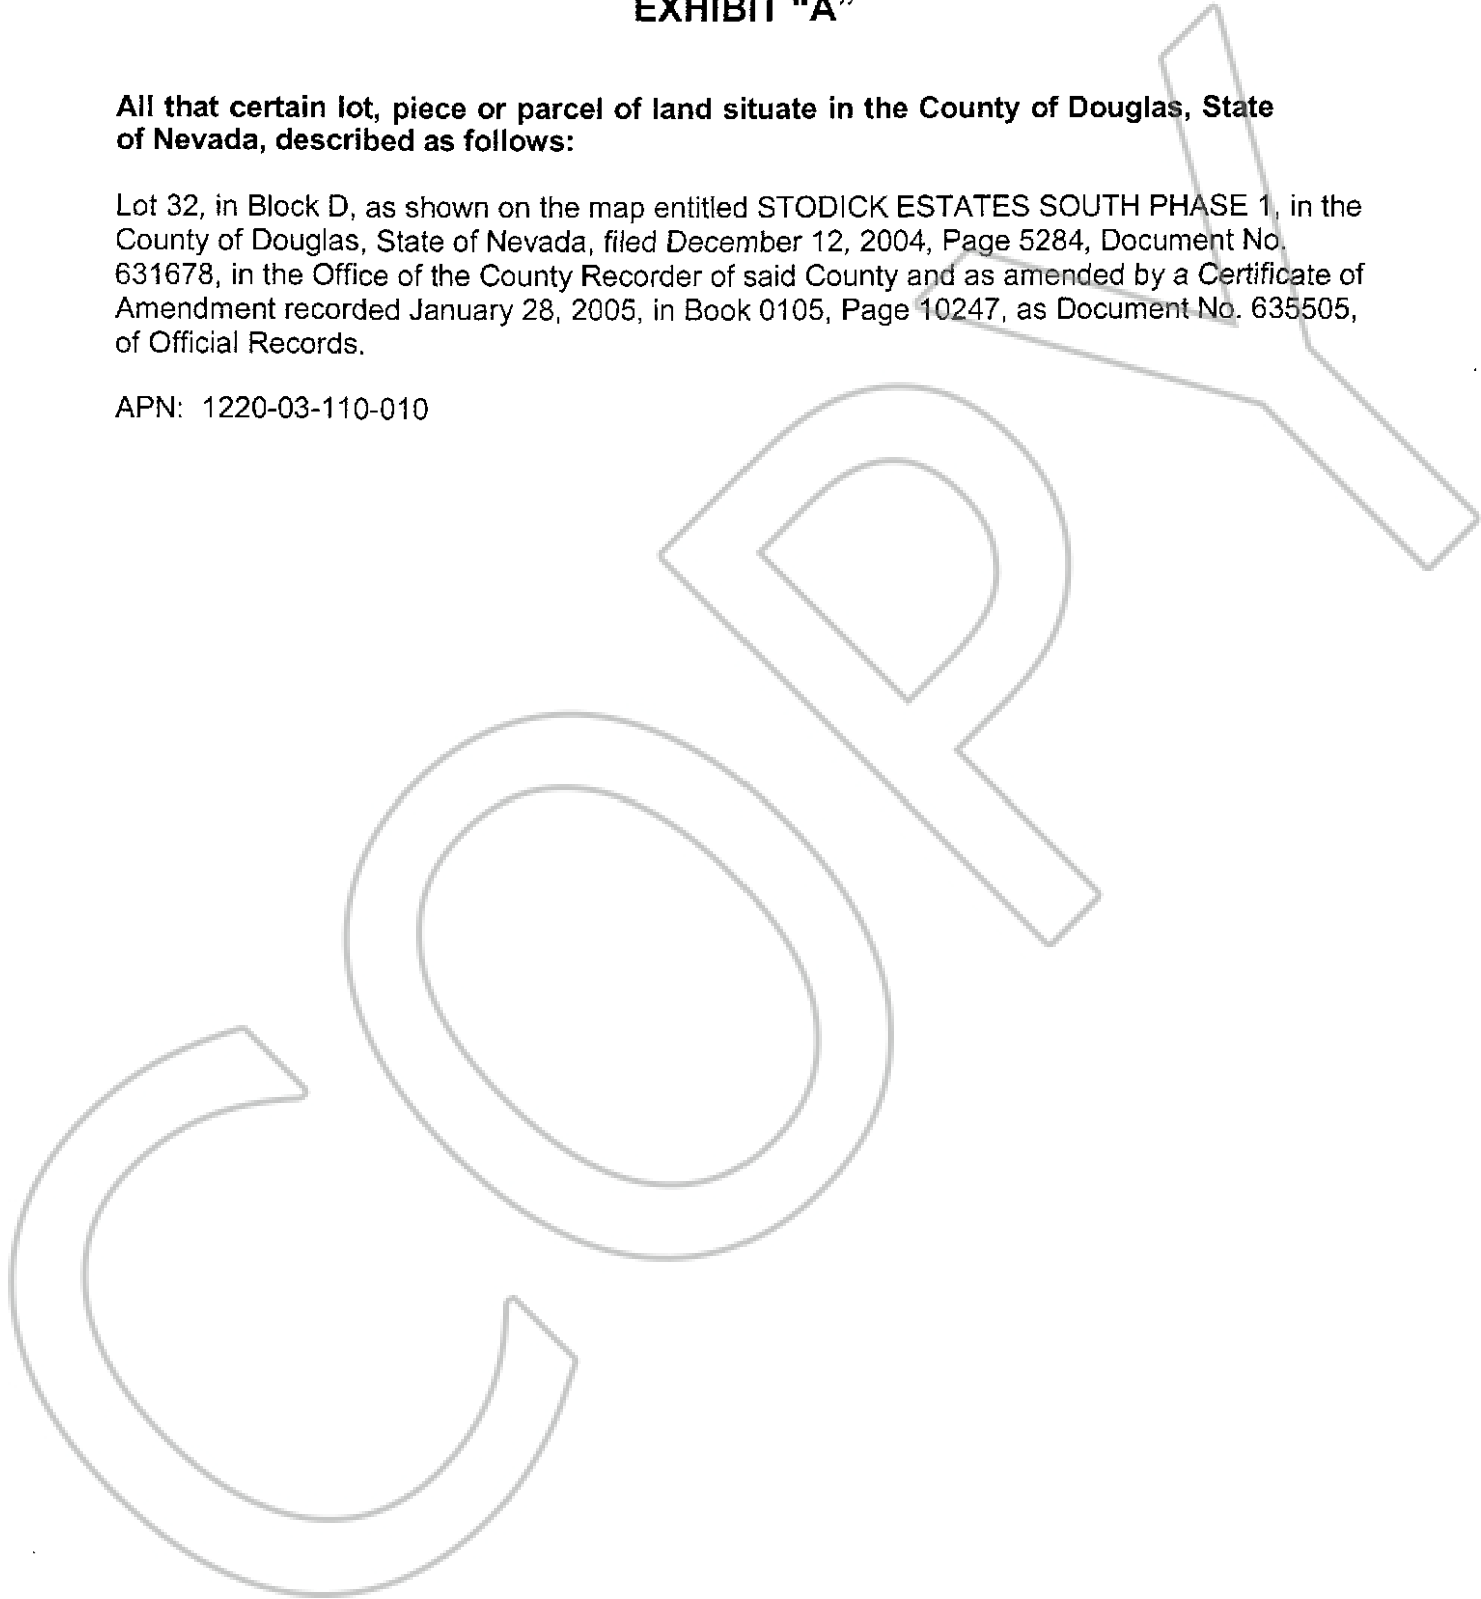 EXHIBIT "A"
All that certain lot, piece or parcel of land situate in the County of Douglas, State
of Nevada, described as follows:
Lot 32, in Block D, as shown on the map entitled STODICK ESTATES SOUTH PHASE 1, in the
County of Douglas, State of Nevada, filed December 12, 2004, Page 5284, Document No.
631678, in the Office of the County Recorder of said County and as amended by a Certificate of
Amendment recorded January 28, 2005, in Book 0105, Page 10247, as Document No. 635505,
of Official Records.
APN: 1220-03-110-010
COPY